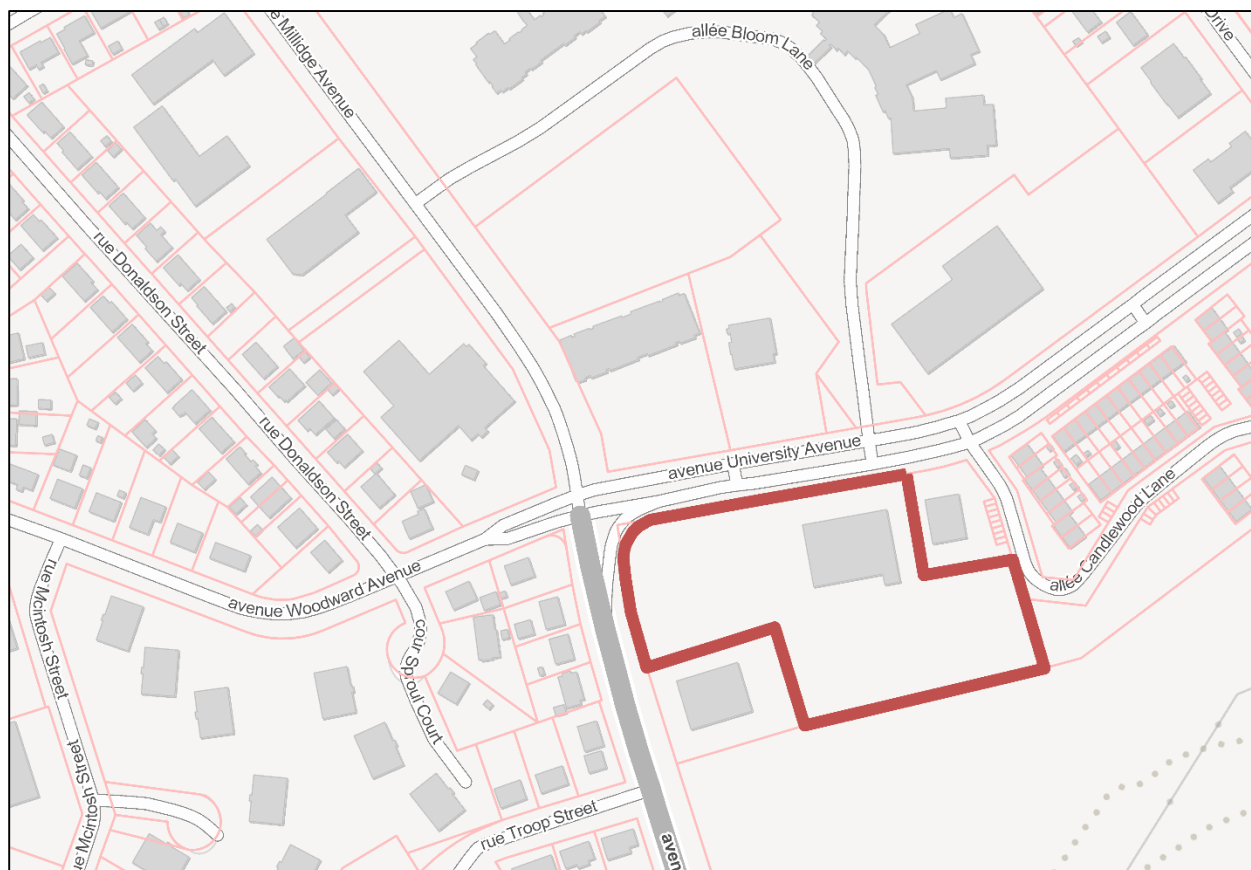 e Millidge Avenue
allée Bloom Lane
Drive
rue Donaldson Street
rue Donaldson Street
avenue University Avenue
allée Candlewood Lane
avenue Woodward Avenue
rue Mcintosh Street
cour Sproul Court
ue Mcintosh Street
rue Troop Street
aven